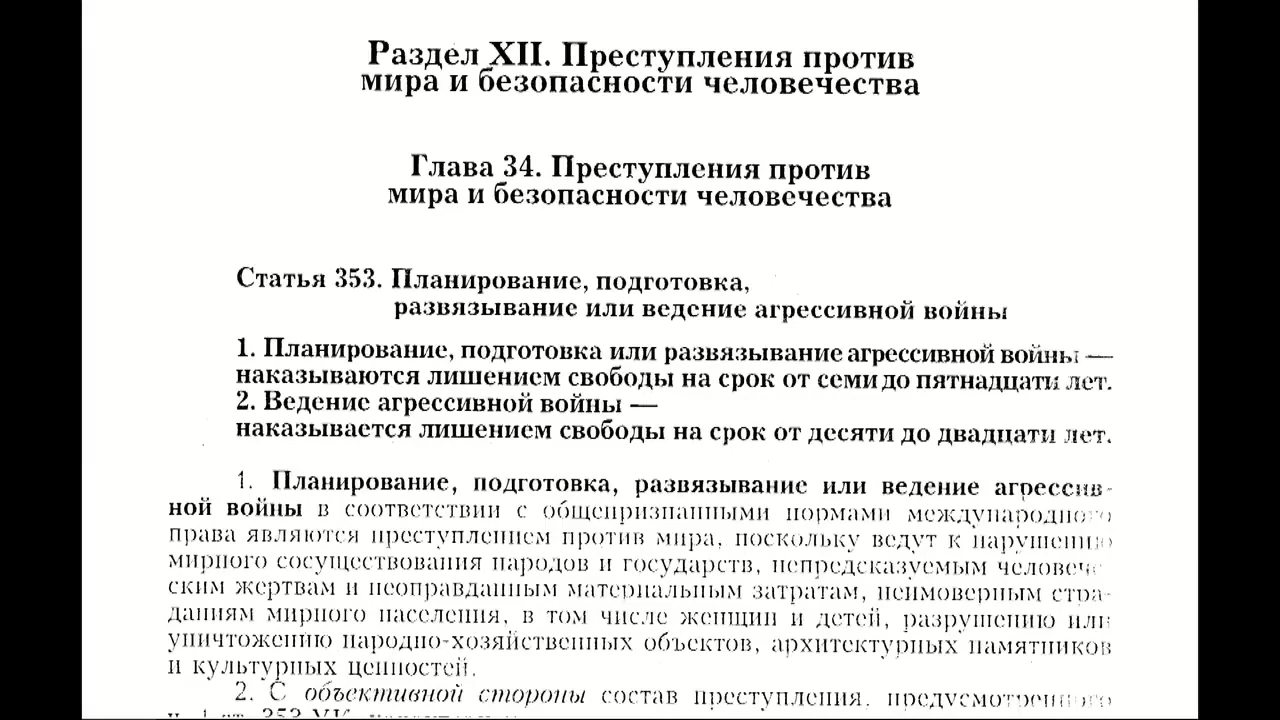 Раздел XII. Преступления против
мира и безопасности человечества
Глава 34. Преступления против
мира и безопасности человечества
Статья 353. Планирование, подготовка,
развязывание или ведение агрессивной войны
1. Планирование, подготовка или развязывание агрессивной войны —
наказываются лишением свободы на срок от семи до пятнадцати лет.
2. Ведение агрессивной войны —
наказывается лишением свободы на срок от десяти до двадцати лет.
1. Планирование, подготовка, развязывание или ведение агрессив-
ной войны в соответствии с общепризнанными нормами международного
права являются преступлением против мира, поскольку ведут к нарушению
мирного сосуществования народов и государств, непредсказуемым человече-
ским жертвам и неоправданным материальным затратам, неимоверным стра-
даниям мирного населения, в том числе женщин и детей, разрушению или
уничтожению народно-хозяйственных объектов, архитектурных памятников
и культурных ценностей.
2. С объективной стороны состав преступления, предусмотренного